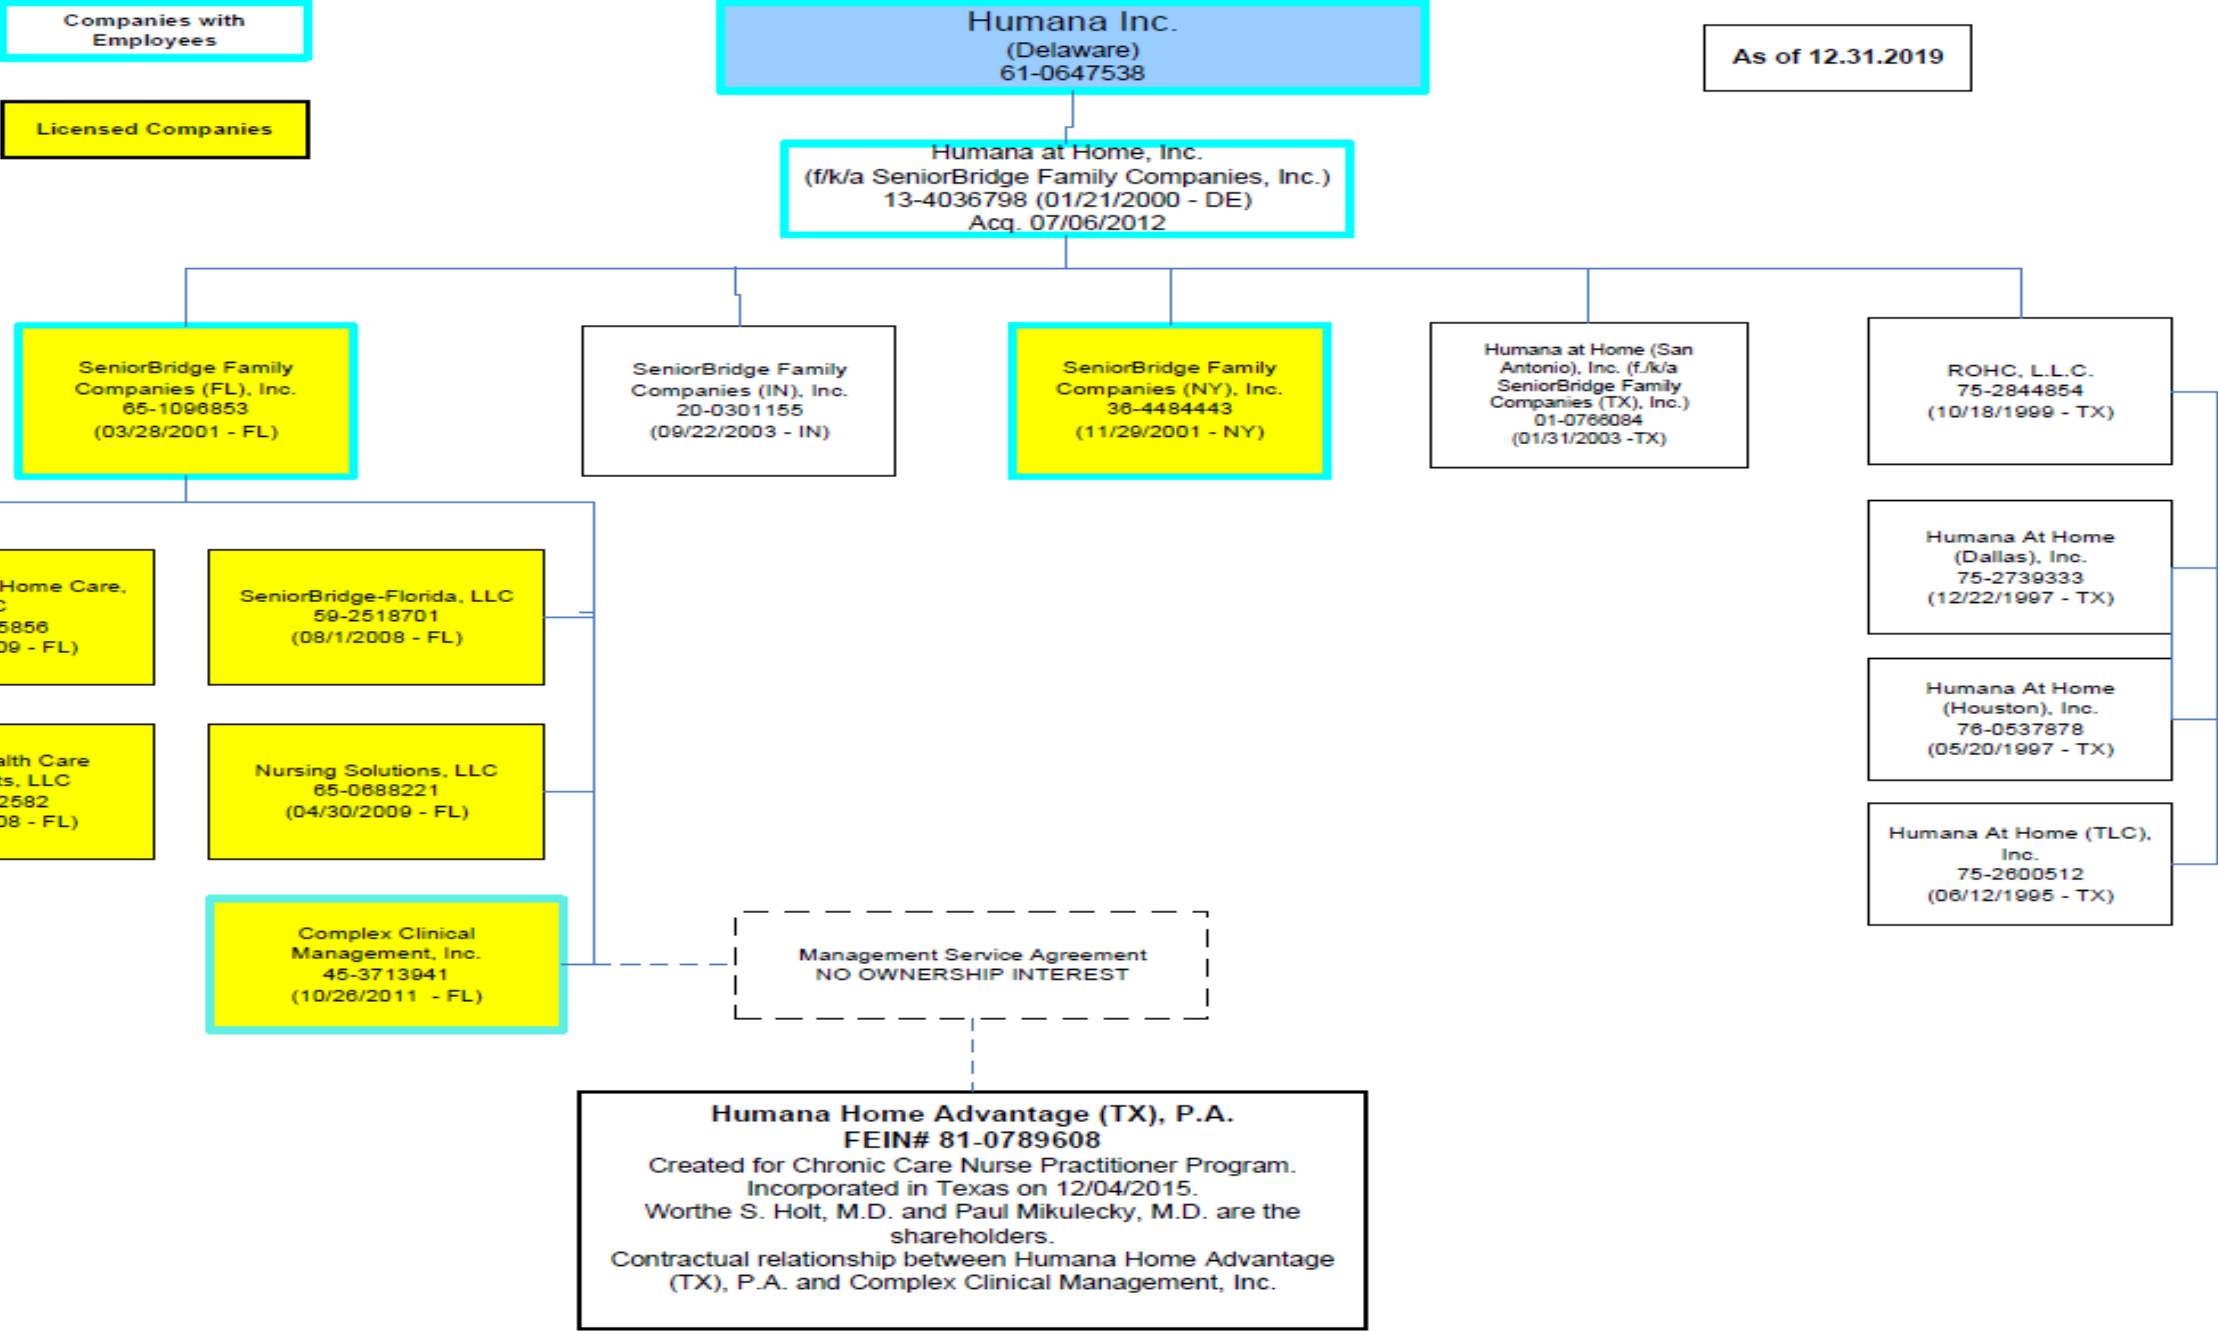 Companies with
Employees
Humana Inc.
(Delaware)
61-0647538
As of 12.31.2019
Licensed Companies
Humana at Home, Inc.
(f/k/a SeniorBridge Family Companies, Inc.)
13-4036798 (01/21/2000 - DE)
Acq. 07/06/2012
SeniorBridge Family
Companies (FL), Inc.
65-1096853
(03/28/2001 - FL)
SeniorBridge Family
Companies (IN), Inc.
20-0301155
(09/22/2003 - IN)
SeniorBridge Family
Companies (NY), Inc.
36-4484443
(11/29/2001 - NY)
Humana at Home (San
Antonio), Inc. (f./k/a
SeniorBridge Family
Companies (TX), Inc.)
01-0766084
(01/31/2003 -TX)
ROHC, L.L.C.
75-2844854
(10/18/1999 - TX)
Home Care,
C
5856
09 - FL)
SeniorBridge-Florida, LLC
59-2518701
(08/1/2008 - FL)
Humana At Home
(Dallas), Inc.
75-2739333
(12/22/1997 - TX)
Humana At Home
(Houston), Inc.
76-0537878
(05/20/1997 - TX)
alth Care
ts, LLC
2582
08 - FL)
Nursing Solutions, LLC
65-0688221
(04/30/2009 - FL)
Humana At Home (TLC),
Inc.
75-2600512
(06/12/1995 - TX)
Complex Clinical
Management, Inc.
45-3713941
(10/26/2011 - FL)
Management Service Agreement
NO OWNERSHIP INTEREST
Humana Home Advantage (TX), P.A.
FEIN# 81-0789608
Created for Chronic Care Nurse Practitioner Program.
Incorporated in Texas on 12/04/2015.
Worthe S. Holt, M.D. and Paul Mikulecky, M.D. are the
shareholders.
Contractual relationship between Humana Home Advantage
(TX), P.A. and Complex Clinical Management, Inc.